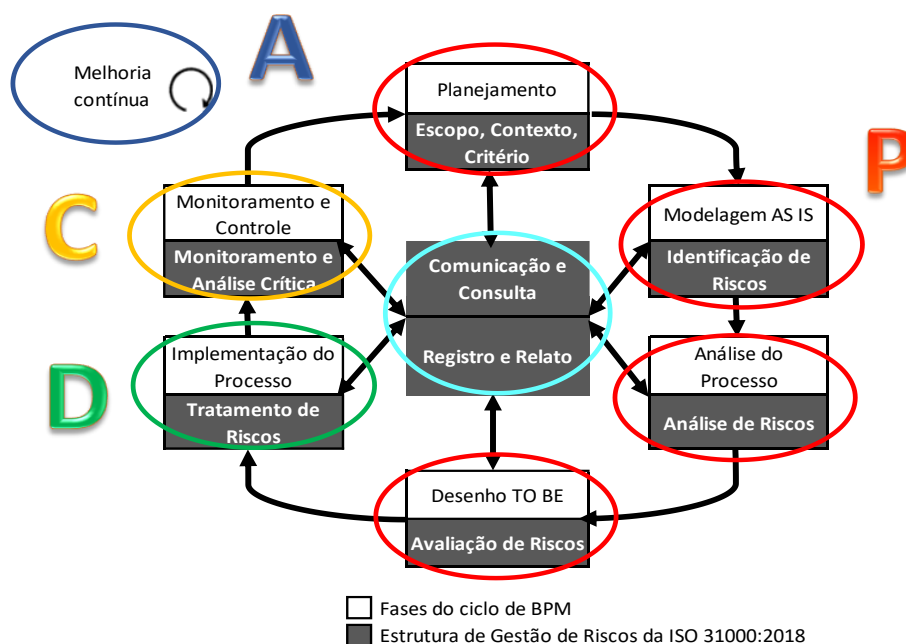 A
Melhoria
contínua
Planejamento
Escopo, Contexto,
Critério
P
C
Monitoramento e
Controle
Monitoramento e
Análise Crítica
Modelagem AS IS
Identificação de
Riscos
Comunicação e
Consulta
Registro e Relato
D
Implementação do
Processo
Tratamento de
Riscos
Análise do
Processo
Análise de Riscos
Desenho TO BE
Avaliação de Riscos
Fases do ciclo de BPM
Estrutura de Gestão de Riscos da ISO 31000:2018